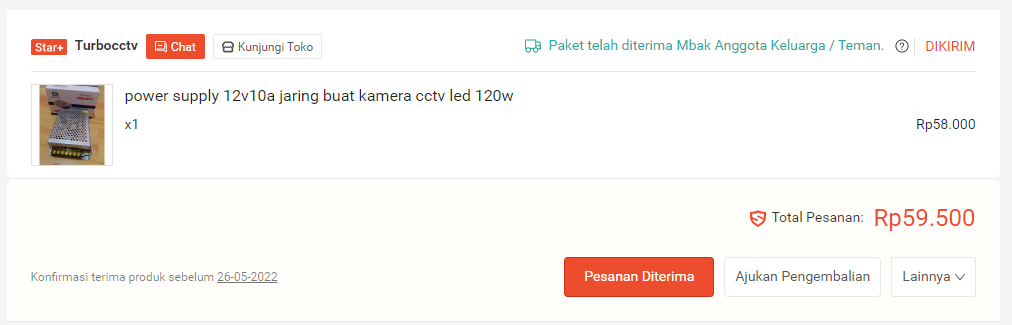 Star+ Turbocctv Chat Kunjungi Toko Paket telah diterima Mbak Anggota Keluarga / Teman. ? DIKIRIM
power supply 12v10a jaring buat kamera cctv led 120w
x1 Rp58.000
Total Pesanan: Rp59.500
Konfirmasi terima produk sebelum 26-05-2022 Pesanan Diterima Ajukan Pengembalian Lainnya